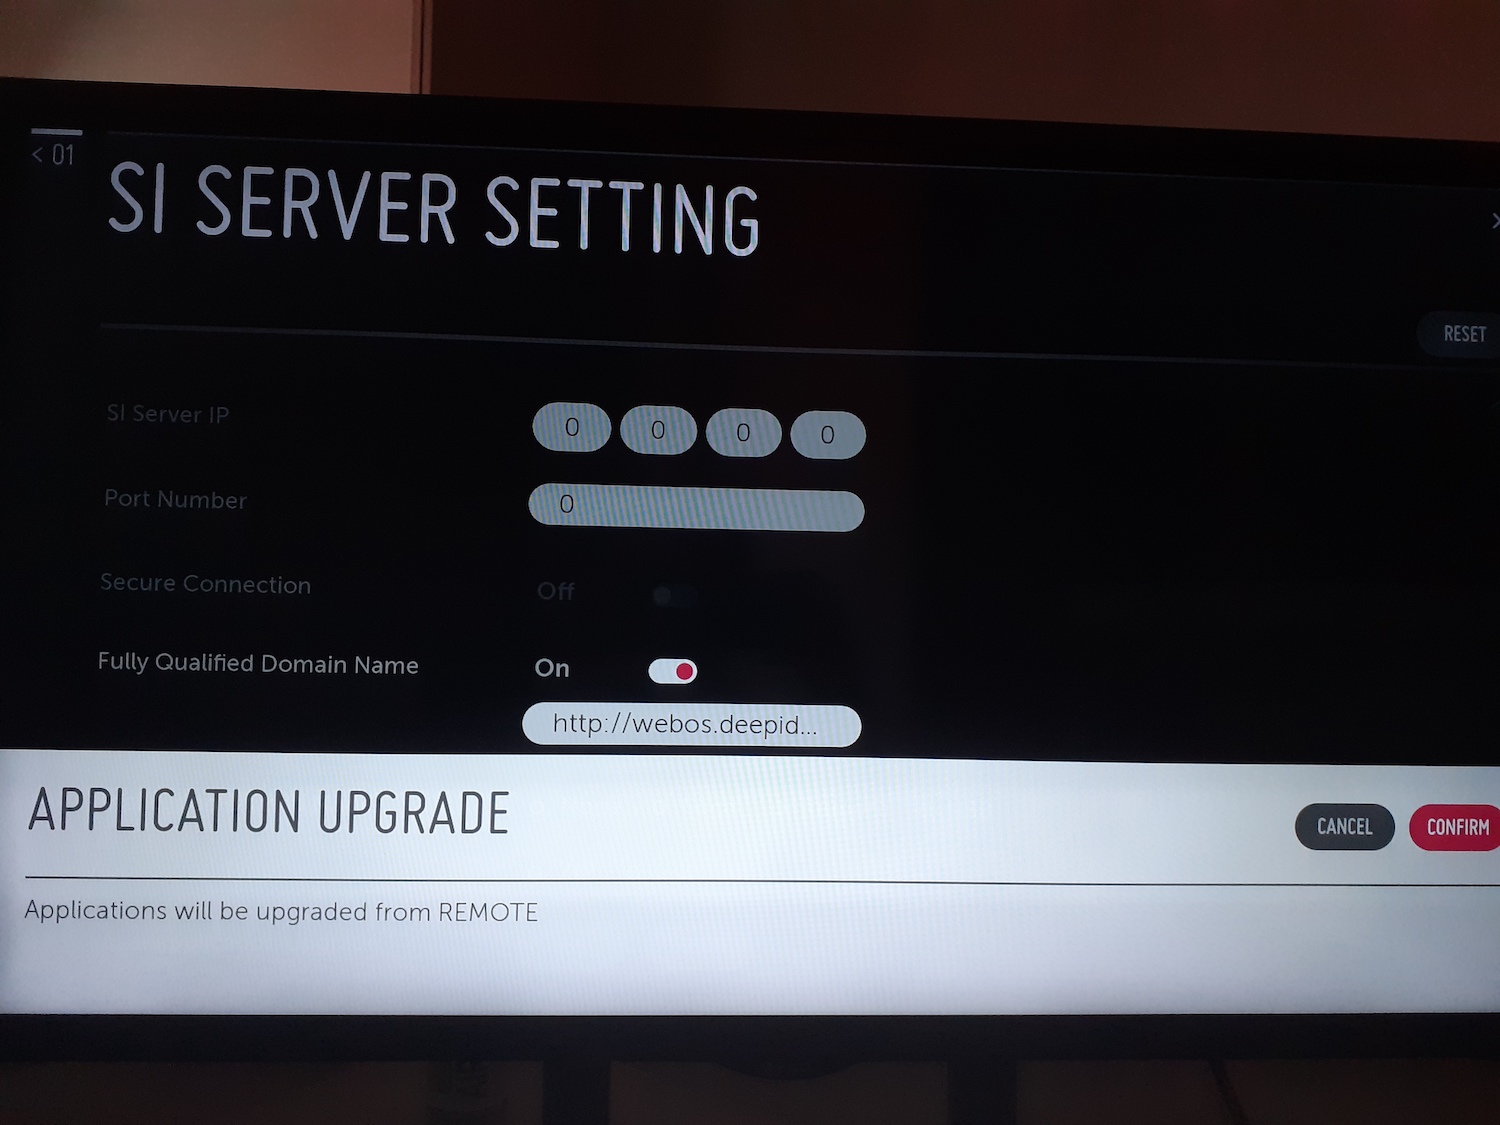 < 01
SI SERVER SETTING
RESET
SI Server IP 0 0 0 0
Port Number 0
Secure Connection Off
Fully Qualified Domain Name On
http://webos.deepid...
APPLICATION UPGRADE
CANCEL CONFIRM
Applications will be upgraded from REMOTE